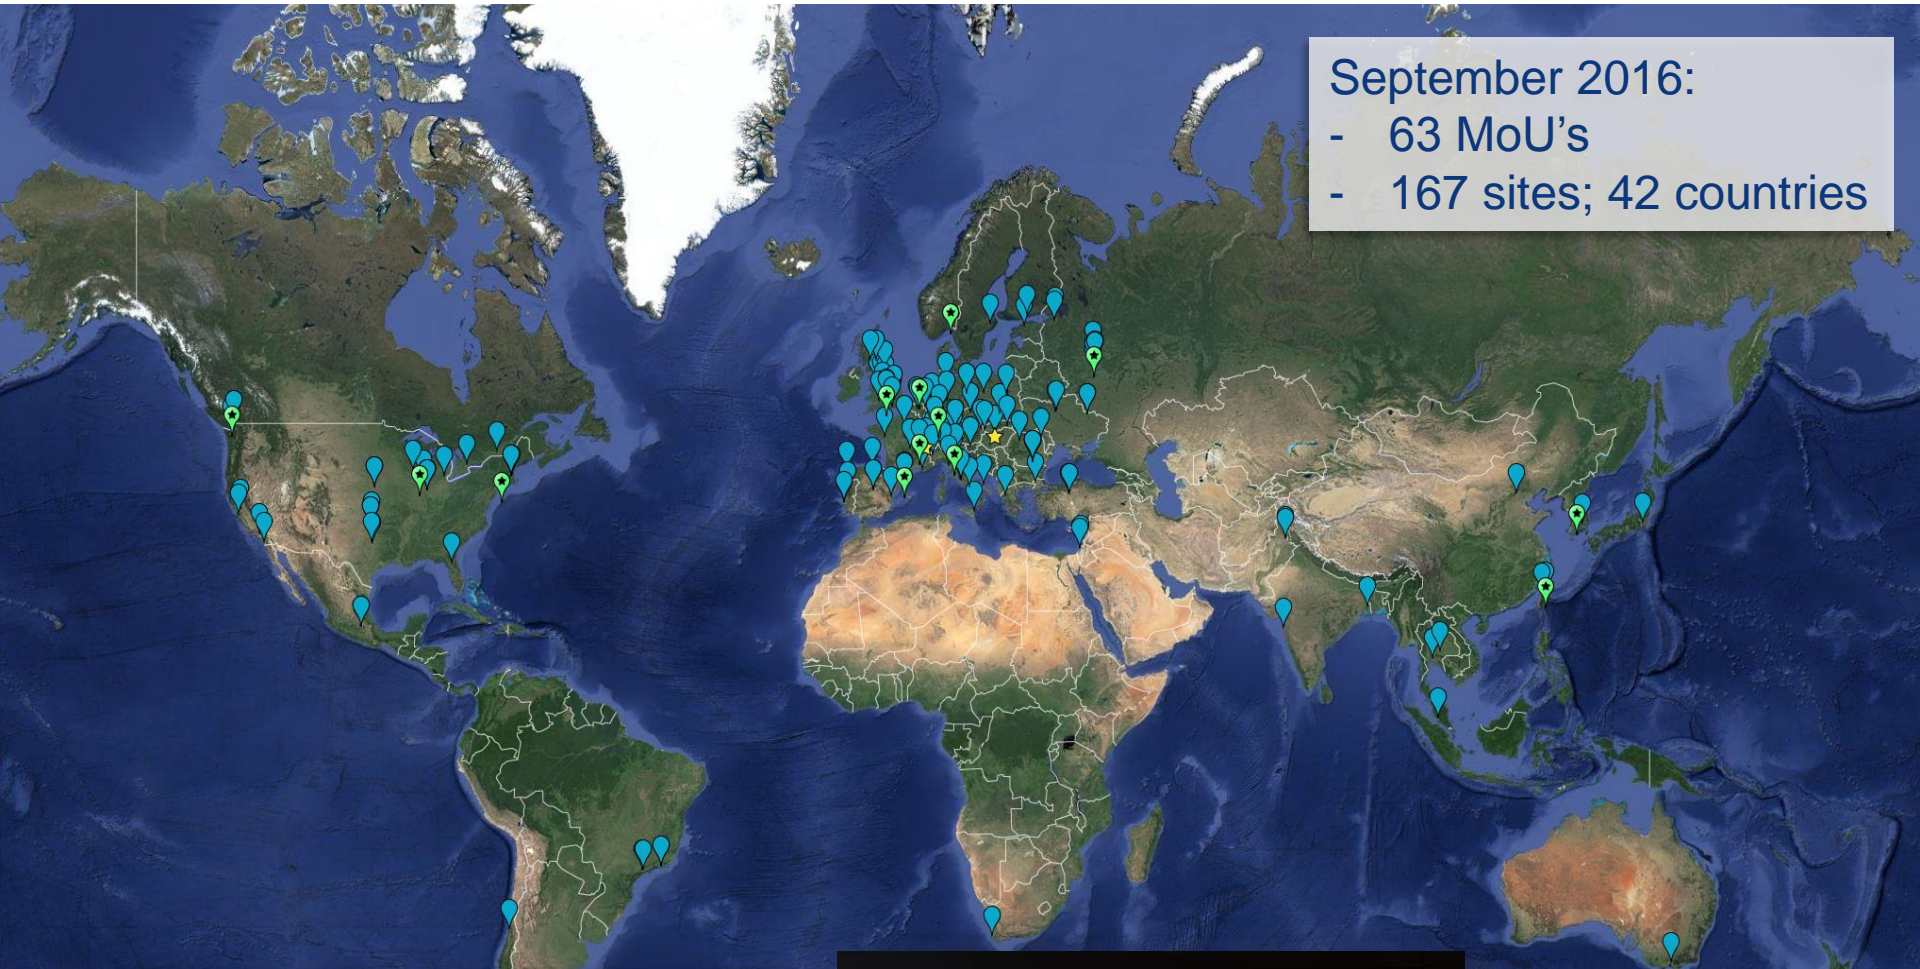 September 2016:
- 63 MoU’s
- 167 sites; 42 countries